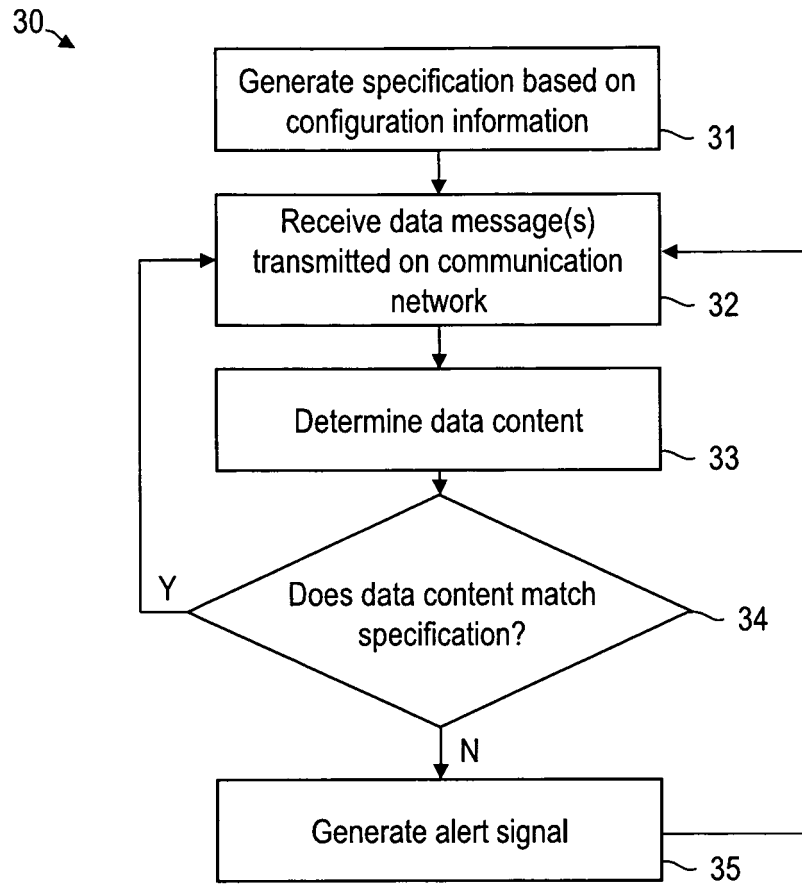 30
Generate specification based on
configuration information
31
Receive data message(s)
transmitted on communication
network
32
Determine data content
33
Does data content match
specification?
34
Y
N
Generate alert signal
35